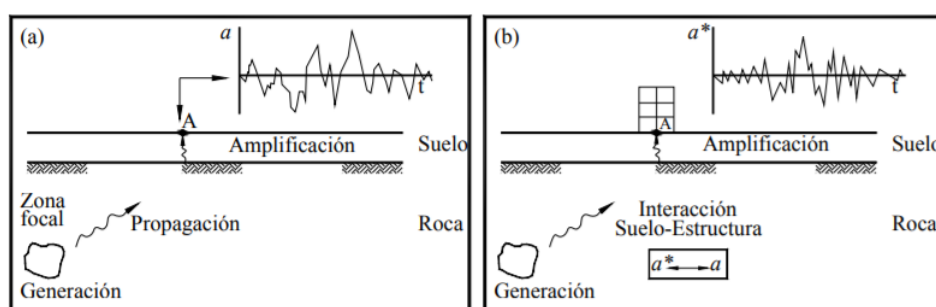 (a)
a
t
A
Amplificación
Suelo
Zona
focal
Propagación
Roca
Generación
(b)
a*
t
A
Amplificación
Suelo
Interacción
Suelo-Estructura
Roca
a* a
Generación